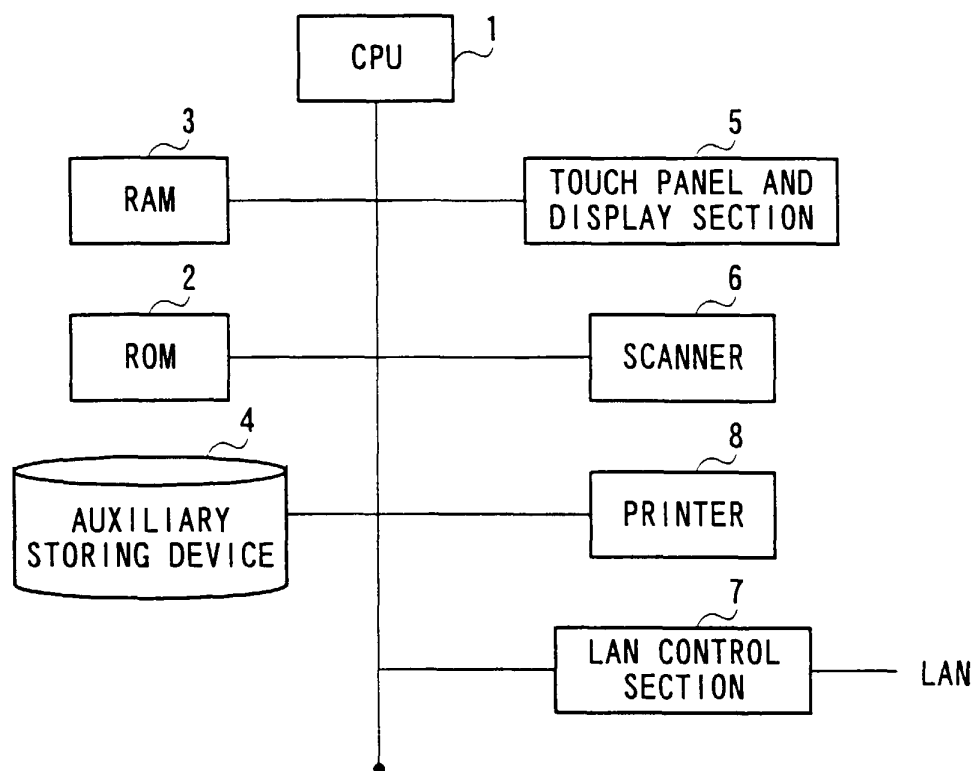 1
CPU
3
5
RAM
TOUCH PANEL AND
DISPLAY SECTION
2
6
ROM
SCANNER
4
8
AUXILIARY
STORING DEVICE
PRINTER
7
LAN CONTROL
SECTION
LAN